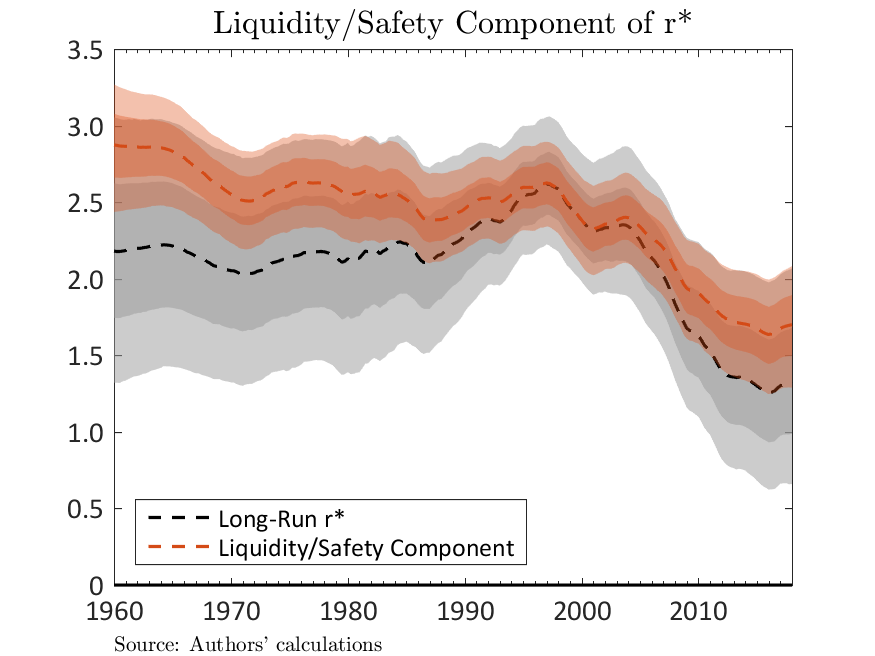 Liquidity/Safety Component of r*
3.5
3.0
2.5
2.0
1.5
1.0
0.5
0
Long-Run r*
Liquidity/Safety Component
1960 1970 1980 1990 2000 2010
Source: Authors' calculations